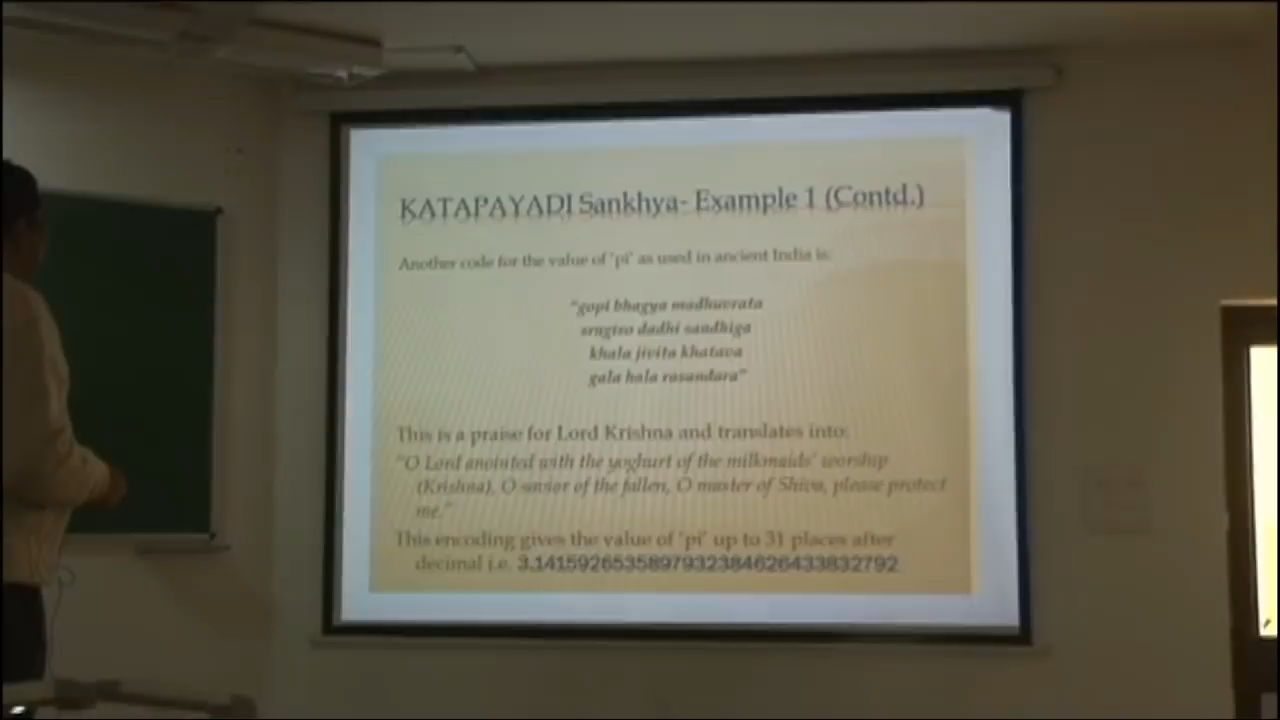 KATAPAYADI Sankhya- Example 1 (Contd.)
Another code for the value of 'pi' as used in ancient India is:
"gopi bhagya madhuvrata
srngiso dadhi sandhiga
khala jivita khatava
gala hala rasandara"
This is a praise for Lord Krishna and translates into:
"O Lord anointed with the yoghurt of the milkmaids' worship
(Krishna), O savior of the fallen, O master of Shiva, please protect
me."
This encoding gives the value of 'pi' up to 31 places after
decimal i.e. 3.1415926535897932384626433832792